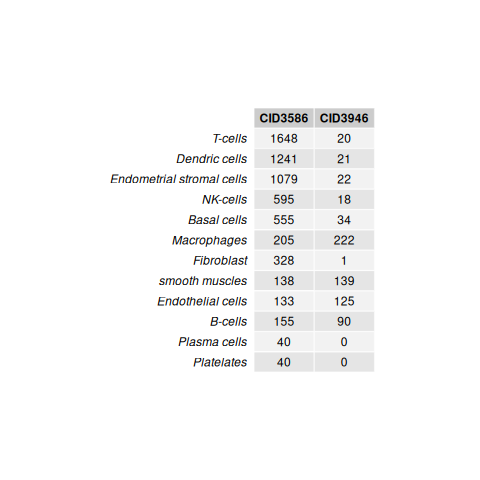 CID3586 CID3946
T-cells 1648 20
Dendric cells 1241 21
Endometrial stromal cells 1079 22
NK-cells 595 18
Basal cells 555 34
Macrophages 205 222
Fibroblast 328 1
smooth muscles 138 139
Endothelial cells 133 125
B-cells 155 90
Plasma cells 40 0
Platelates 40 0